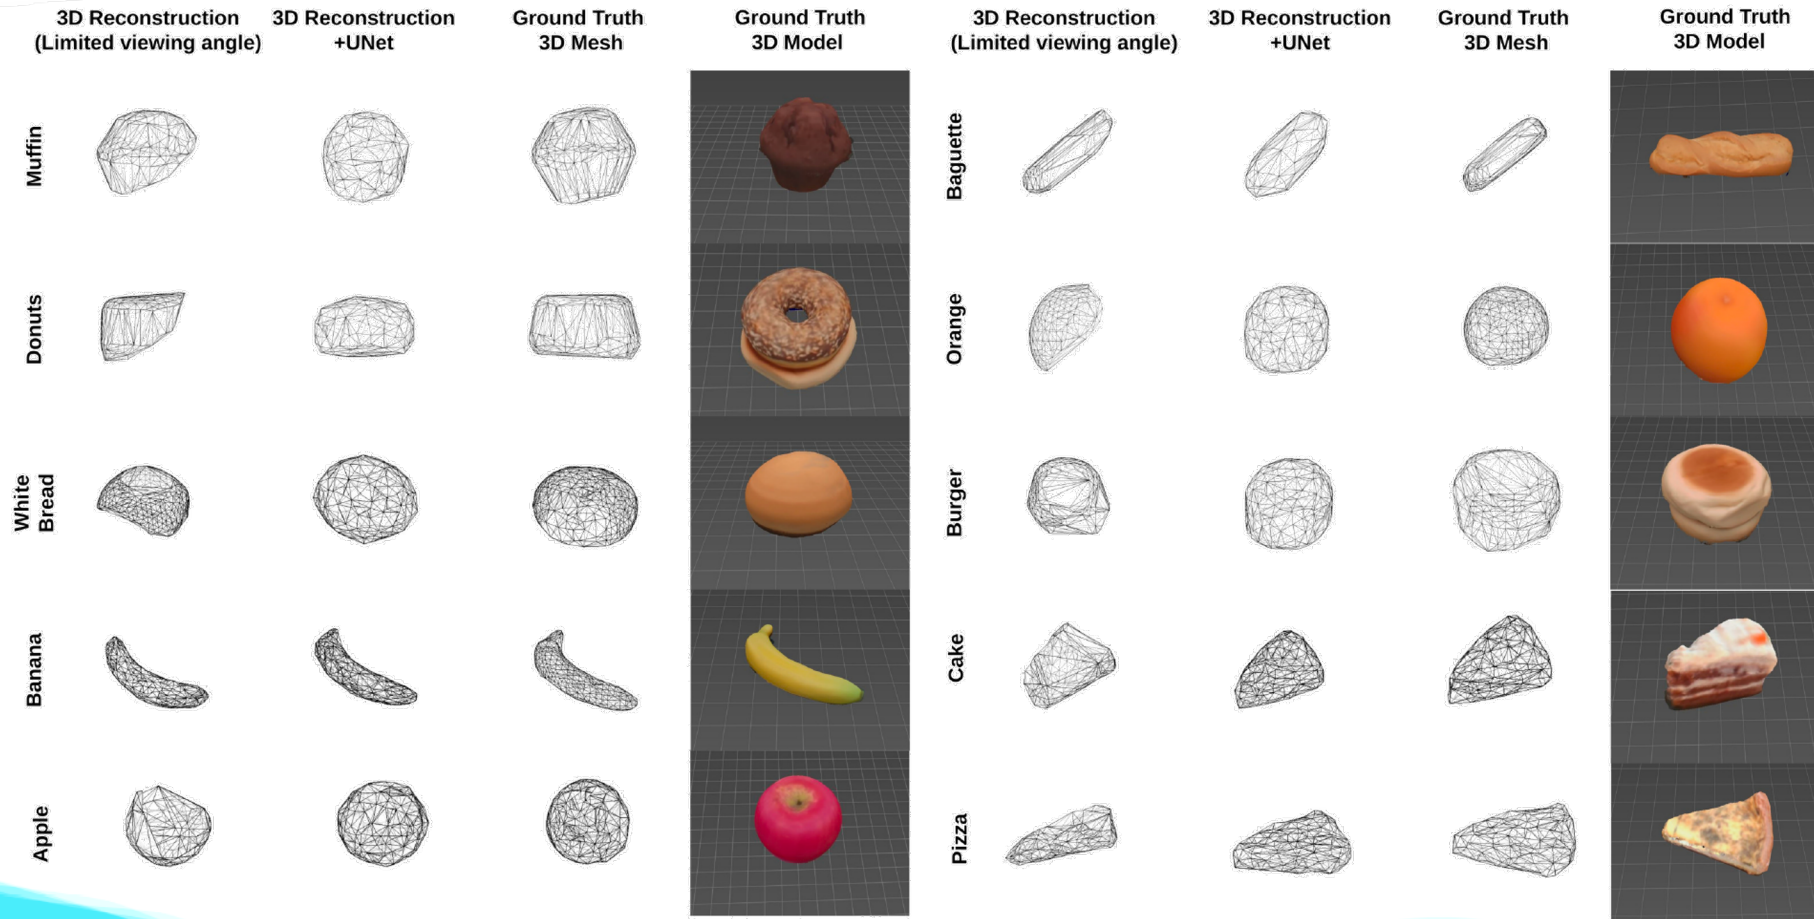 3D Reconstruction
(Limited viewing angle)
3D Reconstruction
+UNet
Ground Truth
3D Mesh
Ground Truth
3D Model
3D Reconstruction
(Limited viewing angle)
3D Reconstruction
+UNet
Ground Truth
3D Mesh
Ground Truth
3D Model
Muffin
Donuts
White
Bread
Banana
Apple
Baguette
Orange
Burger
Cake
Pizza